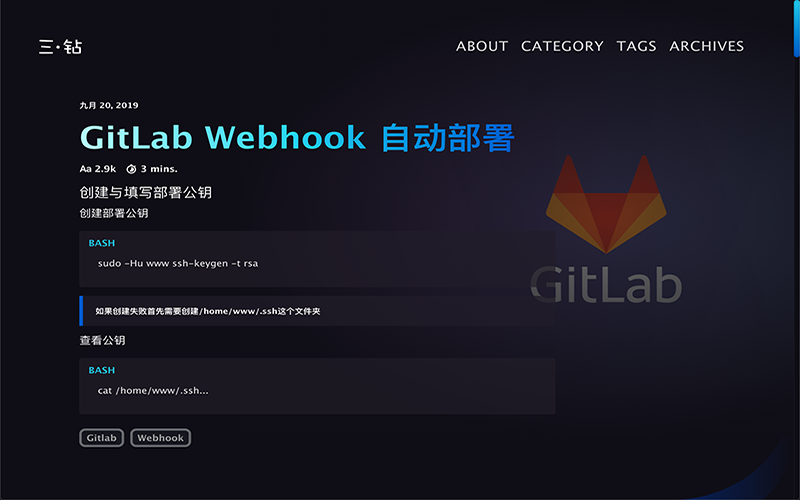 三·钻
ABOUT CATEGORY TAGS ARCHIVES
九月 20, 2019
GitLab Webhook 自动部署
Aa 2.9k 3 mins.
创建与填写部署公钥
创建部署公钥
BASH
sudo -Hu www ssh-keygen -t rsa
如果创建失败首先需要创建/home/www/.ssh这个文件夹
查看公钥
BASH
cat /home/www/.ssh...
Gitlab Webhook
GitLab